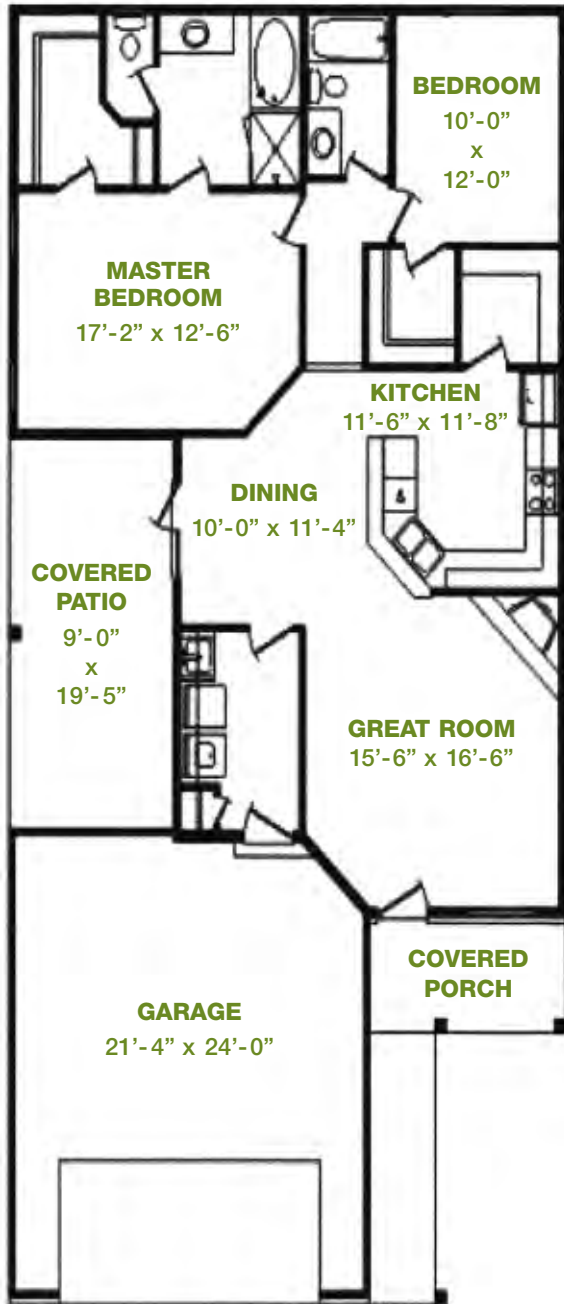 BEDROOM
10’-0”
x
12’-0”
MASTER
BEDROOM
17’-2” x 12’-6”
KITCHEN
11’-6” x 11’-8”
DINING
10’-0” x 11’-4”
COVERED
PATIO
9’-0”
x
19’-5”
GREAT ROOM
15’-6” x 16’-6”
COVERED
PORCH
GARAGE
21’-4” x 24’-0”